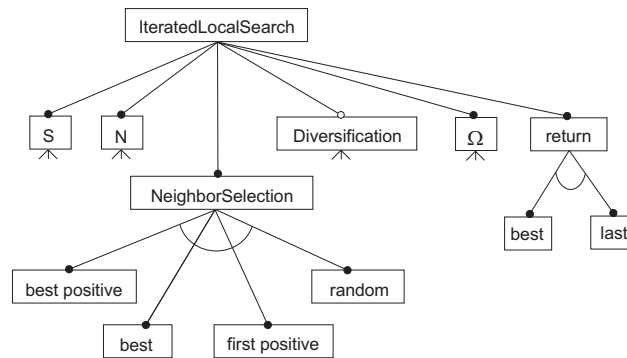 IteratedLocalSearch
S
N
Diversification
Ω
return
NeighborSelection
best
last
best positive
random
best
first positive